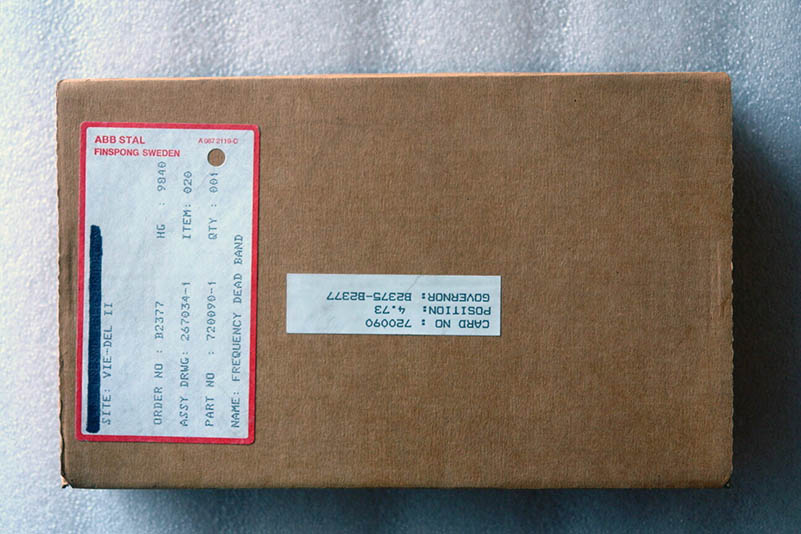 ABB STAL
A 087 2119-C
FINSPONG SWEDEN
SITE: VIE-DEL II
ORDER NO : B2377 HG : 9840
ASSY DRWG: 267034-1 ITEM: 020
PART NO : 720090-1 QTY : 001
NAME: FREQUENCY DEAD BAND
CARD NO : 720090
POSITION: 4.73
GOVERNOR: B2375-B2377